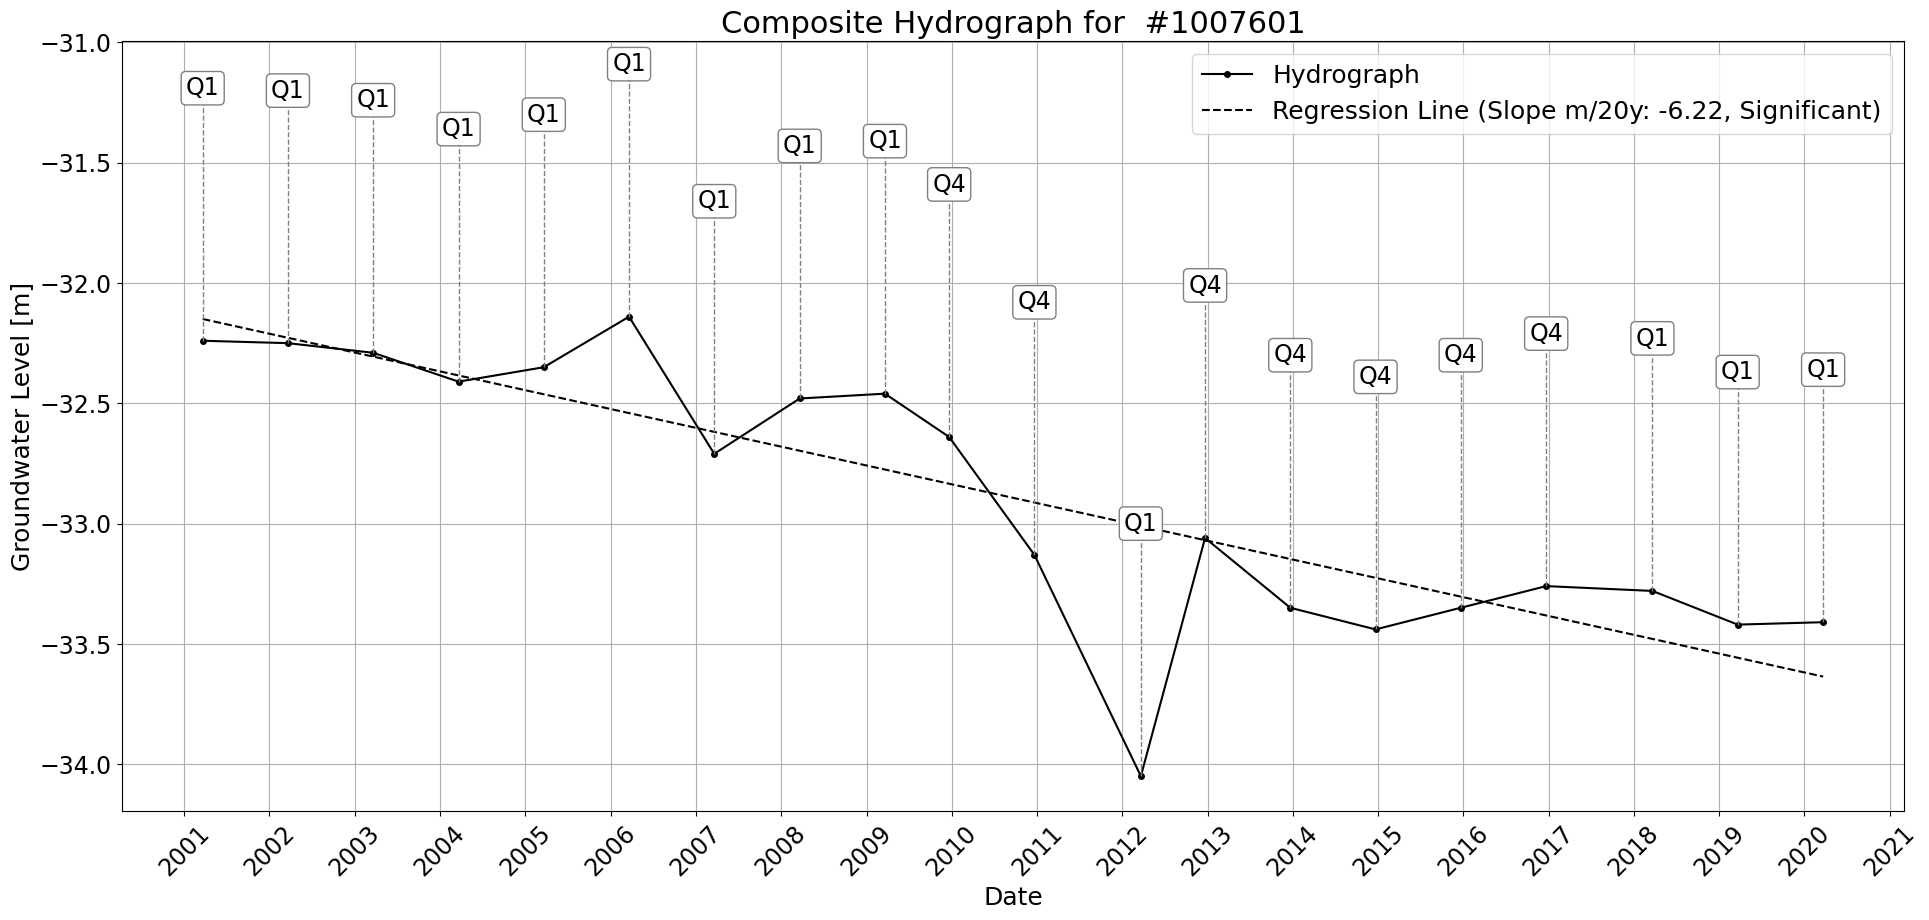 Composite Hydrograph for #1007601
Hydrograph
Regression Line (Slope m/20y: -6.22, Significant)
Groundwater Level [m]
−31.0
−31.5
−32.0
−32.5
−33.0
−33.5
−34.0
Q1
Q1
Q1
Q1
Q1
Q1
Q1
Q1
Q1
Q4
Q4
Q1
Q4
Q4
Q4
Q4
Q4
Q1
Q1
Q1
2001
2002
2003
2004
2005
2006
2007
2008
2009
2010
2011
2012
2013
2014
2015
2016
2017
2018
2019
2020
2021
Date